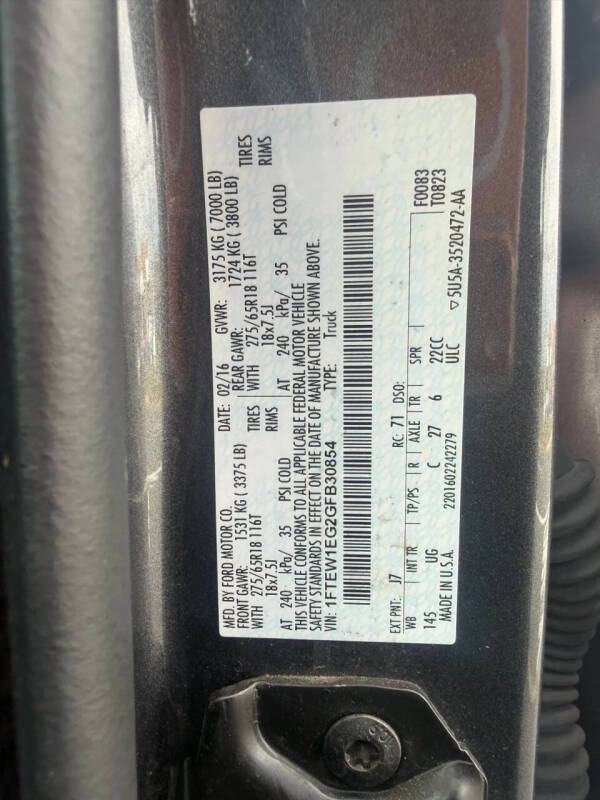 MFD. BY FORD MOTOR CO. DATE: 02/16 GVWR: 3175 KG ( 7000 LB)
FRONT GAWR: 1531 KG ( 3375 LB) REAR GAWR: 1724 KG ( 3800 LB)
WITH 275/65R18 116T TIRES WITH 275/65R18 116T TIRES
18x7.5J RIMS 18x7.5J RIMS
AT 240 kPa/ 35 PSI COLD AT 240 kPa/ 35 PSI COLD
THIS VEHICLE CONFORMS TO ALL APPLICABLE FEDERAL MOTOR VEHICLE
SAFETY STANDARDS IN EFFECT ON THE DATE OF MANUFACTURE SHOWN ABOVE.
VIN: 1FTEW1EG2GFB30854 TYPE: Truck
EXT PNT: J7 RC: 71 DSO: F0083
WB INT TR TP/PS R AXLE TR SPR T0823
145 UG C 27 6 22CC
MADE IN U.S.A. 2201602242279 ULC ▽5U5A-3520472-AA